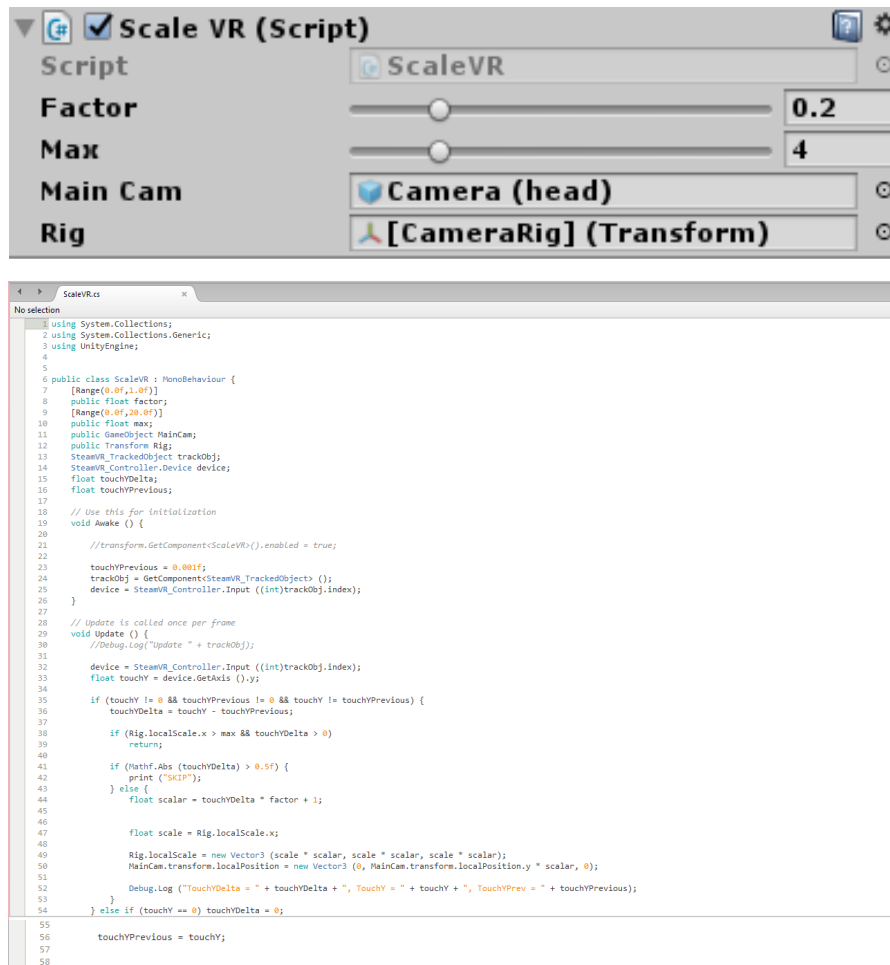 Scale VR (Script)
Script ScaleVR
Factor 0.2
Max 4
Main Cam Camera (head)
Rig [CameraRig] (Transform)
ScaleVR.cs ×
No selection
1 using System.Collections;
2 using System.Collections.Generic;
3 using UnityEngine;
4
5
6 public class ScaleVR : MonoBehaviour {
7 [Range(0.0f,1.0f)]
8 public float factor;
9 [Range(0.0f,20.0f)]
10 public float max;
11 public GameObject MainCam;
12 public Transform Rig;
13 SteamVR_TrackedObject trackObj;
14 SteamVR_Controller.Device device;
15 float touchYDelta;
16 float touchYPrevious;
17
18 // Use this for initialization
19 void Awake () {
20
21 //transform.GetComponent<ScaleVR>().enabled = true;
22
23 touchYPrevious = 0.001f;
24 trackObj = GetComponent<SteamVR_TrackedObject> ();
25 device = SteamVR_Controller.Input ((int)trackObj.index);
26 }
27
28 // Update is called once per frame
29 void Update () {
30 //Debug.Log("Update " + trackObj);
31
32 device = SteamVR_Controller.Input ((int)trackObj.index);
33 float touchY = device.GetAxis ().y;
34
35 if (touchY != 0 && touchYPrevious != 0 && touchY != touchYPrevious) {
36 touchYDelta = touchY - touchYPrevious;
37
38 if (Rig.localScale.x > max && touchYDelta > 0)
39 return;
40
41 if (Mathf.Abs (touchYDelta) > 0.5f) {
42 print ("SKIP");
43 } else {
44 float scalar = touchYDelta * factor + 1;
45
46
47 float scale = Rig.localScale.x;
48
49 Rig.localScale = new Vector3 (scale * scalar, scale * scalar, scale * scalar);
50 MainCam.transform.localPosition = new Vector3 (0, MainCam.transform.localPosition.y * scalar, 0);
51
52 Debug.Log ("TouchYDelta = " + touchYDelta + ", TouchY = " + touchY + ", TouchYPrev = " + touchYPrevious);
53 }
54 } else if (touchY == 0) touchYDelta = 0;
55
56 touchYPrevious = touchY;
57
58